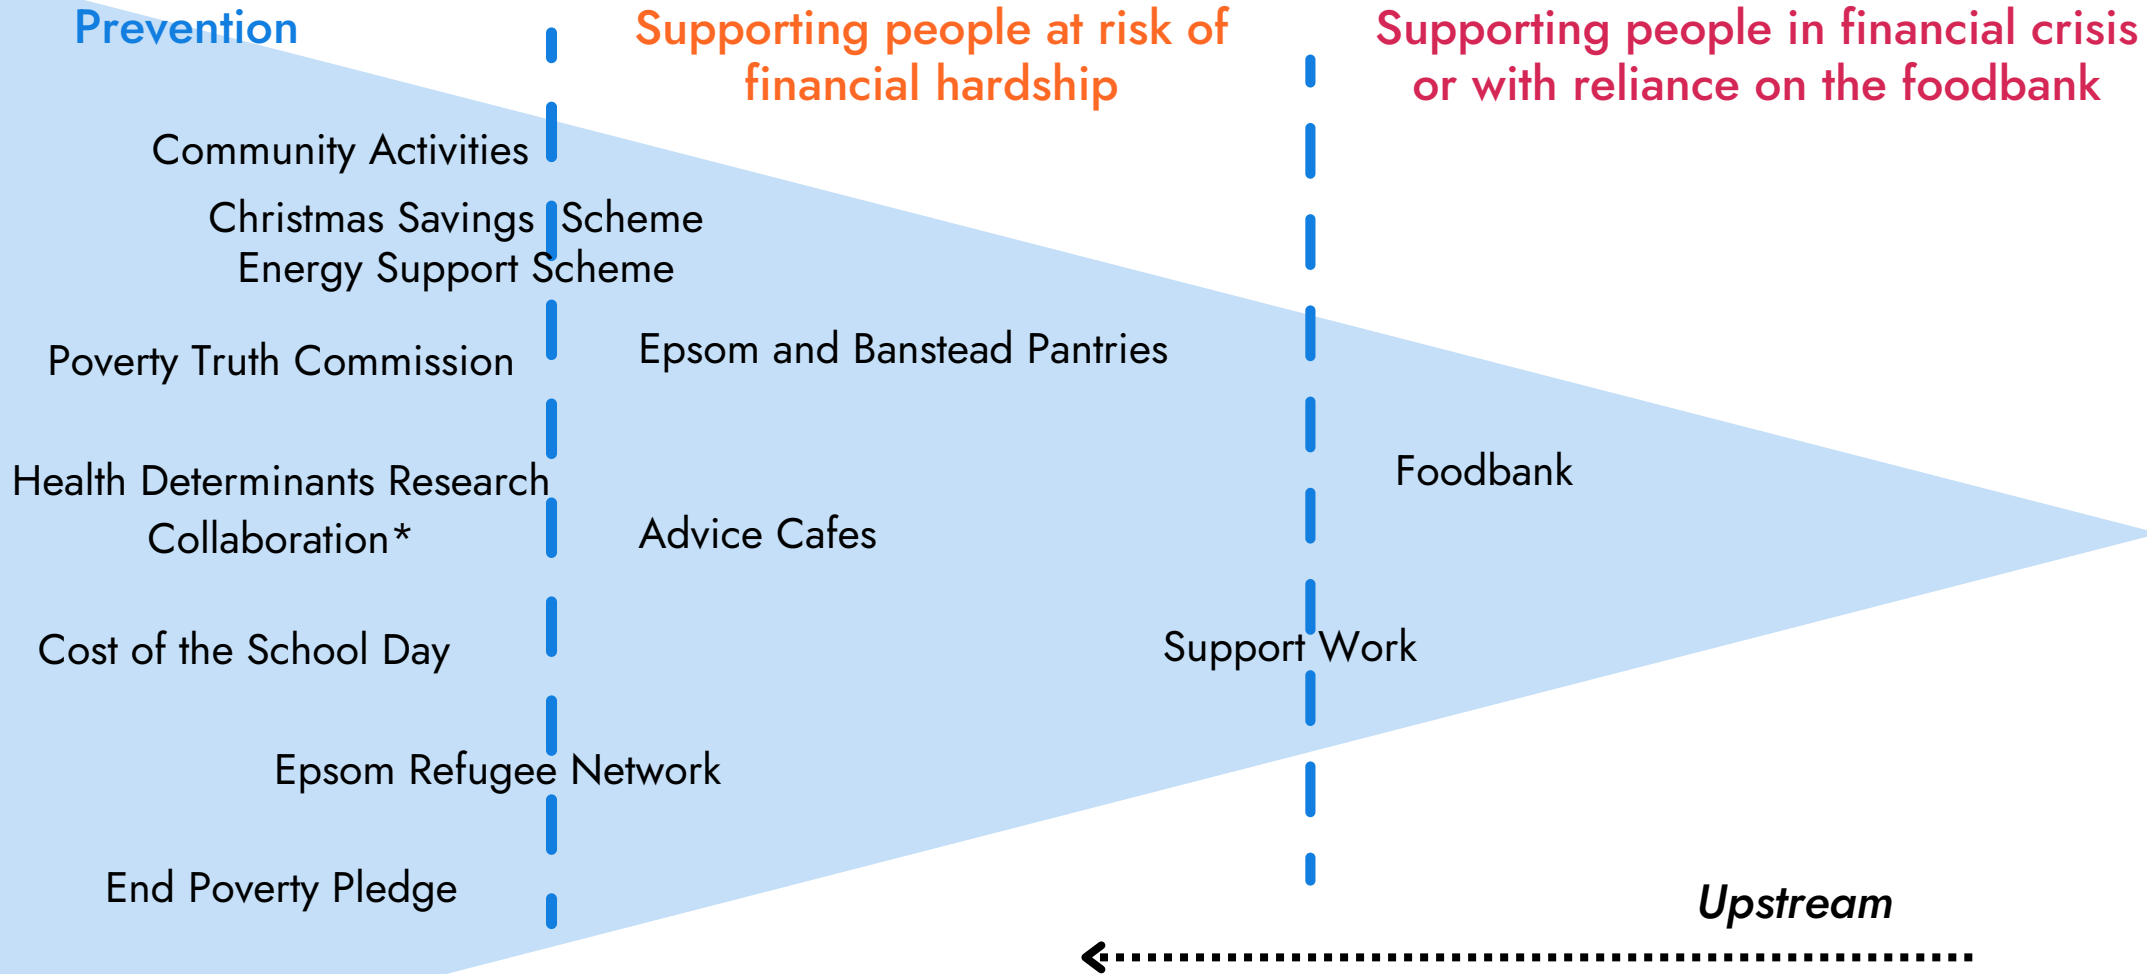 Prevention
Supporting people at risk of
financial hardship
Supporting people in financial crisis
or with reliance on the foodbank
Community Activities
Christmas Savings Scheme
Energy Support Scheme
Poverty Truth Commission
Health Determinants Research
Collaboration*
Cost of the School Day
Epsom Refugee Network
End Poverty Pledge
Epsom and Banstead Pantries
Advice Cafes
Support Work
Foodbank
Upstream